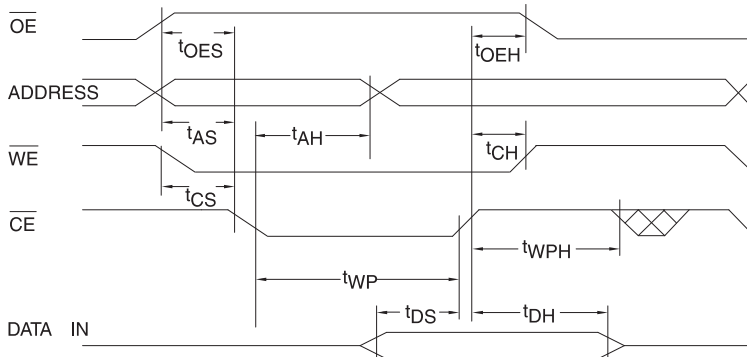 OE
tOES
tOEH
ADDRESS
tAS
tAH
WE
tCH
tCS
CE
tWPH
tWP
tDS
tDH
DATA IN